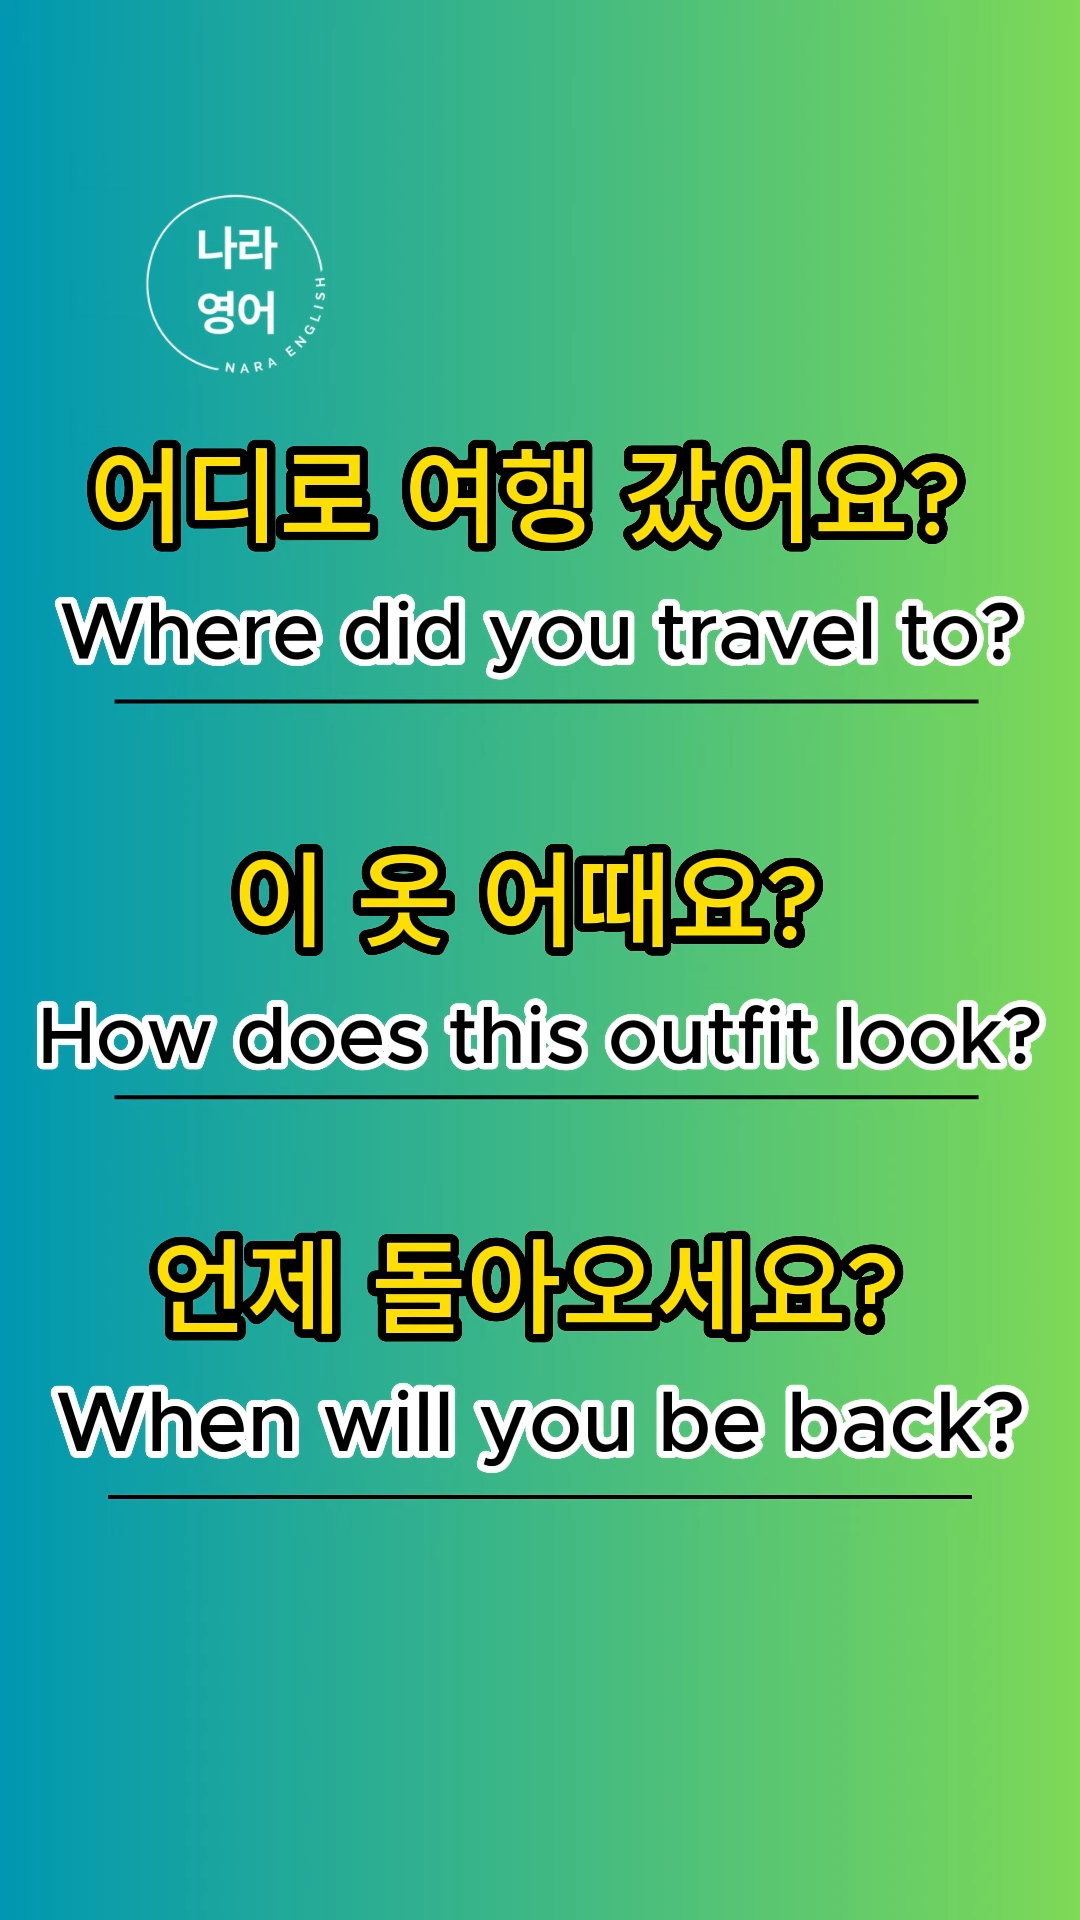 나라
영어
NARA ENGLISH
어디로 여행 갔어요?
Where did you travel to?
이 옷 어때요?
How does this outfit look?
언제 돌아오세요?
When will you be back?